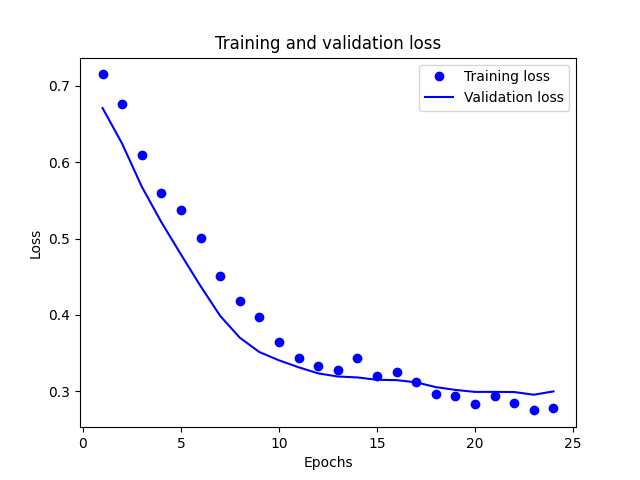 Training and validation loss
Training loss
Validation loss
Loss
0.7
0.6
0.5
0.4
0.3
0 5 10 15 20 25
Epochs